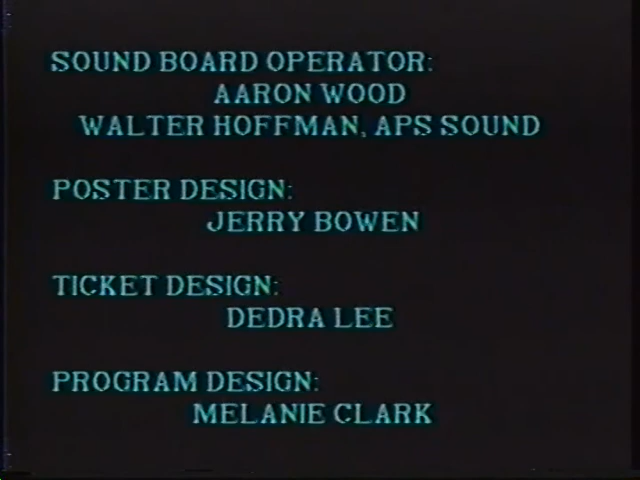 SOUND BOARD OPERATOR:
AARON WOOD
WALTER HOFFMAN, APS SOUND
POSTER DESIGN:
JERRY BOWEN
TICKET DESIGN:
DEDRA LEE
PROGRAM DESIGN:
MELANIE CLARK